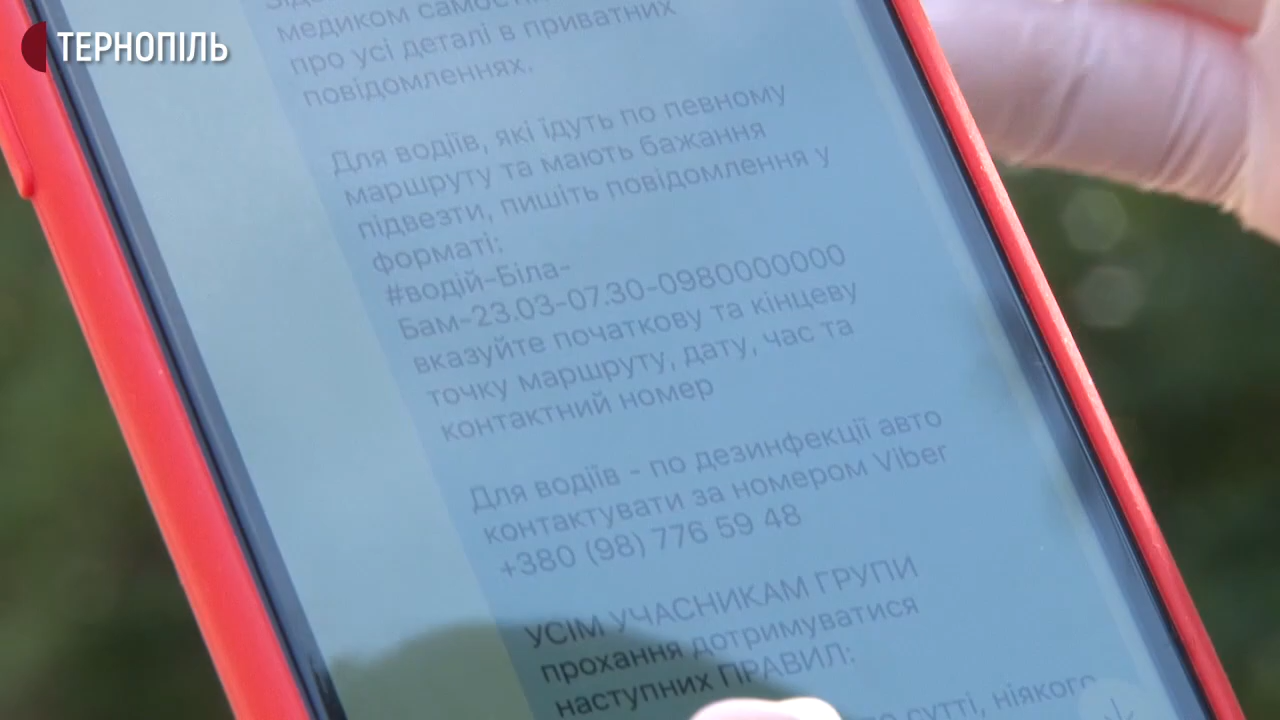 ТЕРНОПІЛЬ
медиком
про усі деталі в приватних
повідомленнях.
Для водіїв, які їдуть по певному
маршруту та мають бажання
підвезти, пишіть повідомлення у
форматі:
#водій-Біла-
Бам-23.03-07.30-0980000000
вказуйте початкову та кінцеву
точку маршруту, дату, час та
контактний номер
Для водіїв - по дезинфекції авто
контактувати за номером Viber
+380 (98) 776 59 48
УСІМ УЧАСНИКАМ ГРУПИ
прохання дотримуватися
наступних ПРАВИЛ:
суті, ніякого